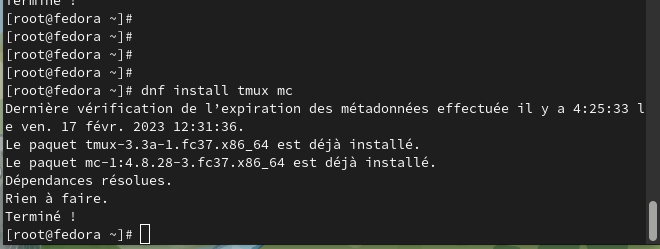 Terminé !
[root@fedora ~]#
[root@fedora ~]#
[root@fedora ~]#
[root@fedora ~]#
[root@fedora ~]# dnf install tmux mc
Dernière vérification de l’expiration des métadonnées effectuée il y a 4:25:33 l
e ven. 17 févr. 2023 12:31:36.
Le paquet tmux-3.3a-1.fc37.x86_64 est déjà installé.
Le paquet mc-1:4.8.28-3.fc37.x86_64 est déjà installé.
Dépendances résolues.
Rien à faire.
Terminé !
[root@fedora ~]#